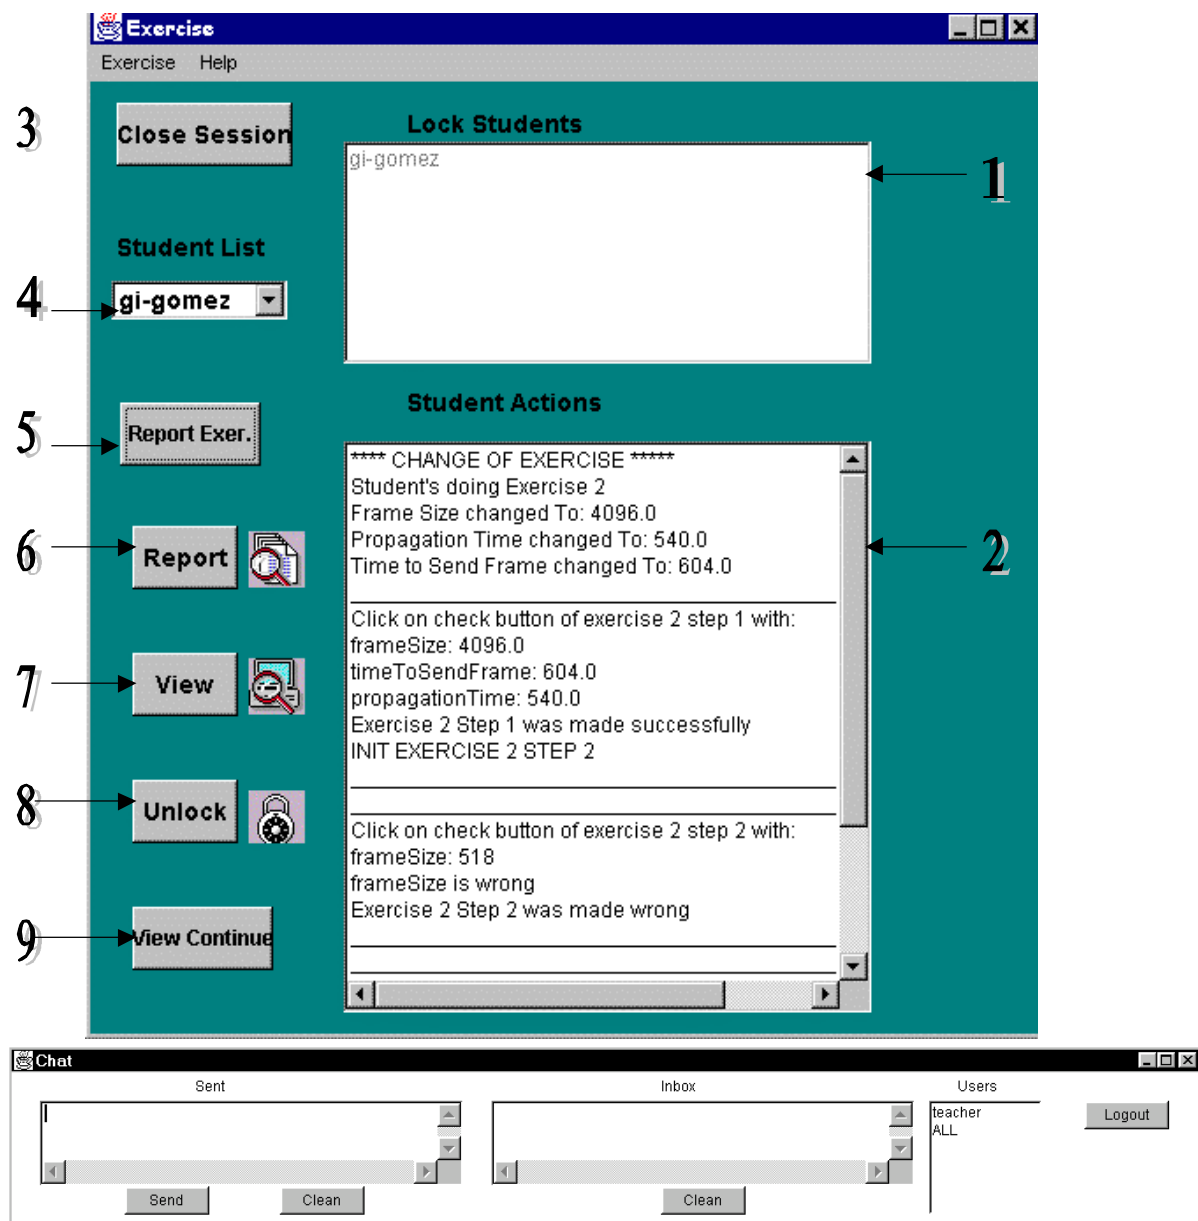 Exercise
Exercise Help
3
Close Session
Lock Students
gi-gomez
1
Student List
4
gi-gomez
Student Actions
5
Report Exer.
**** CHANGE OF EXERCISE *****
Student's doing Exercise 2
Frame Size changed To: 4096.0
Propagation Time changed To: 540.0
Time to Send Frame changed To: 604.0
6
Report
2
Click on check button of exercise 2 step 1 with:
frameSize: 4096.0
timeToSendFrame: 604.0
propagationTime: 540.0
Exercise 2 Step 1 was made successfully
INIT EXERCISE 2 STEP 2
7
View
8
Unlock
Click on check button of exercise 2 step 2 with:
frameSize: 518
frameSize is wrong
Exercise 2 Step 2 was made wrong
9
View Continue
Chat
Sent
Inbox
Users
teacher
ALL
Logout
Send
Clean
Clean